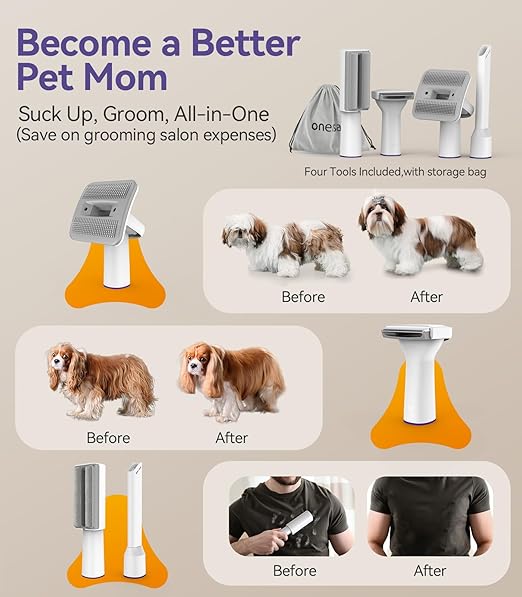 Become a Better
Pet Mom
Suck Up, Groom, All-in-One
(Save on grooming salon expenses)
Four Tools Included,with storage bag
Before
After
Before
After
Before
After